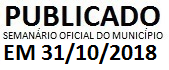 PUBLICADO
SEMANÁRIO OFICIAL DO MUNICÍPIO
EM 31/10/2018